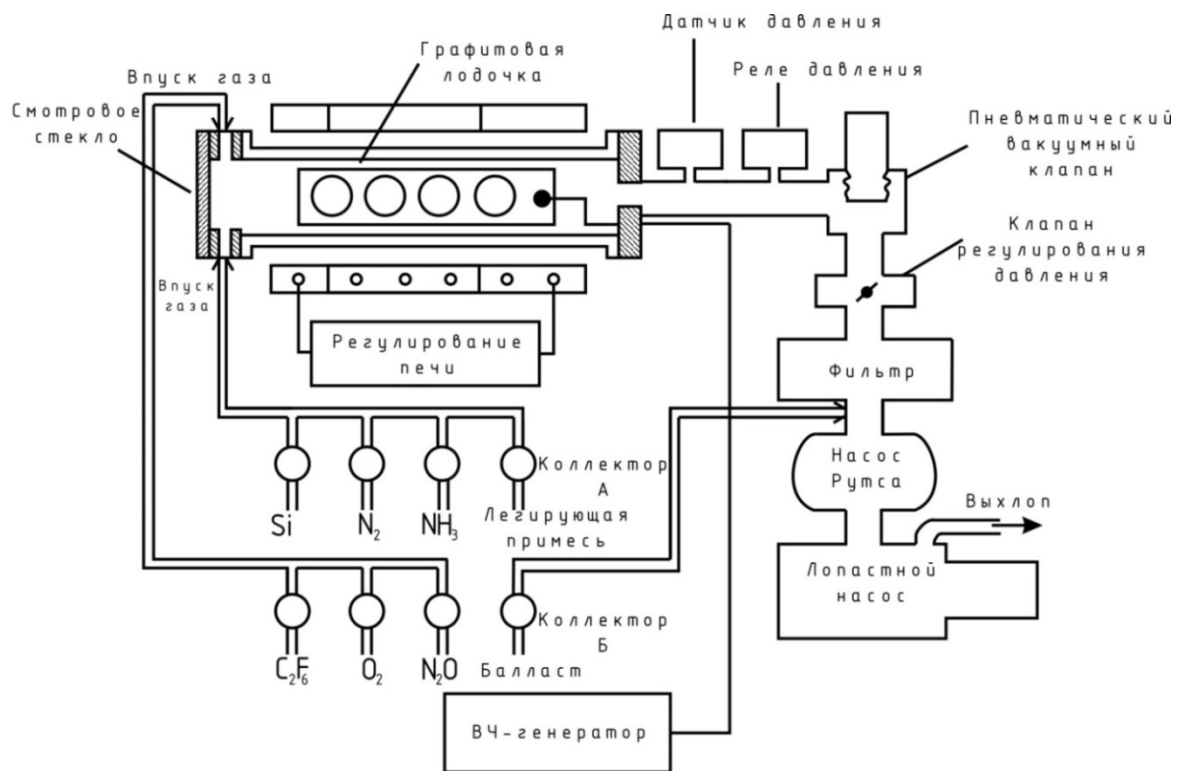 Датчик давления
Графитовая
лодочка
Реле давления
Впуск газа
Смотровое
стекло
Пневматический
вакуумный
клапан
Клапан
регулирования
давления
Впуск
газа
Регулирование
печи
Фильтр
Насос
Рутса
Коллектор
А
Выхлоп
Si
N₂
NH₃
Легирующая
примесь
Лопастной
насос
Коллектор
Б
C₂F₆
O₂
N₂O
Балласт
ВЧ-генератор